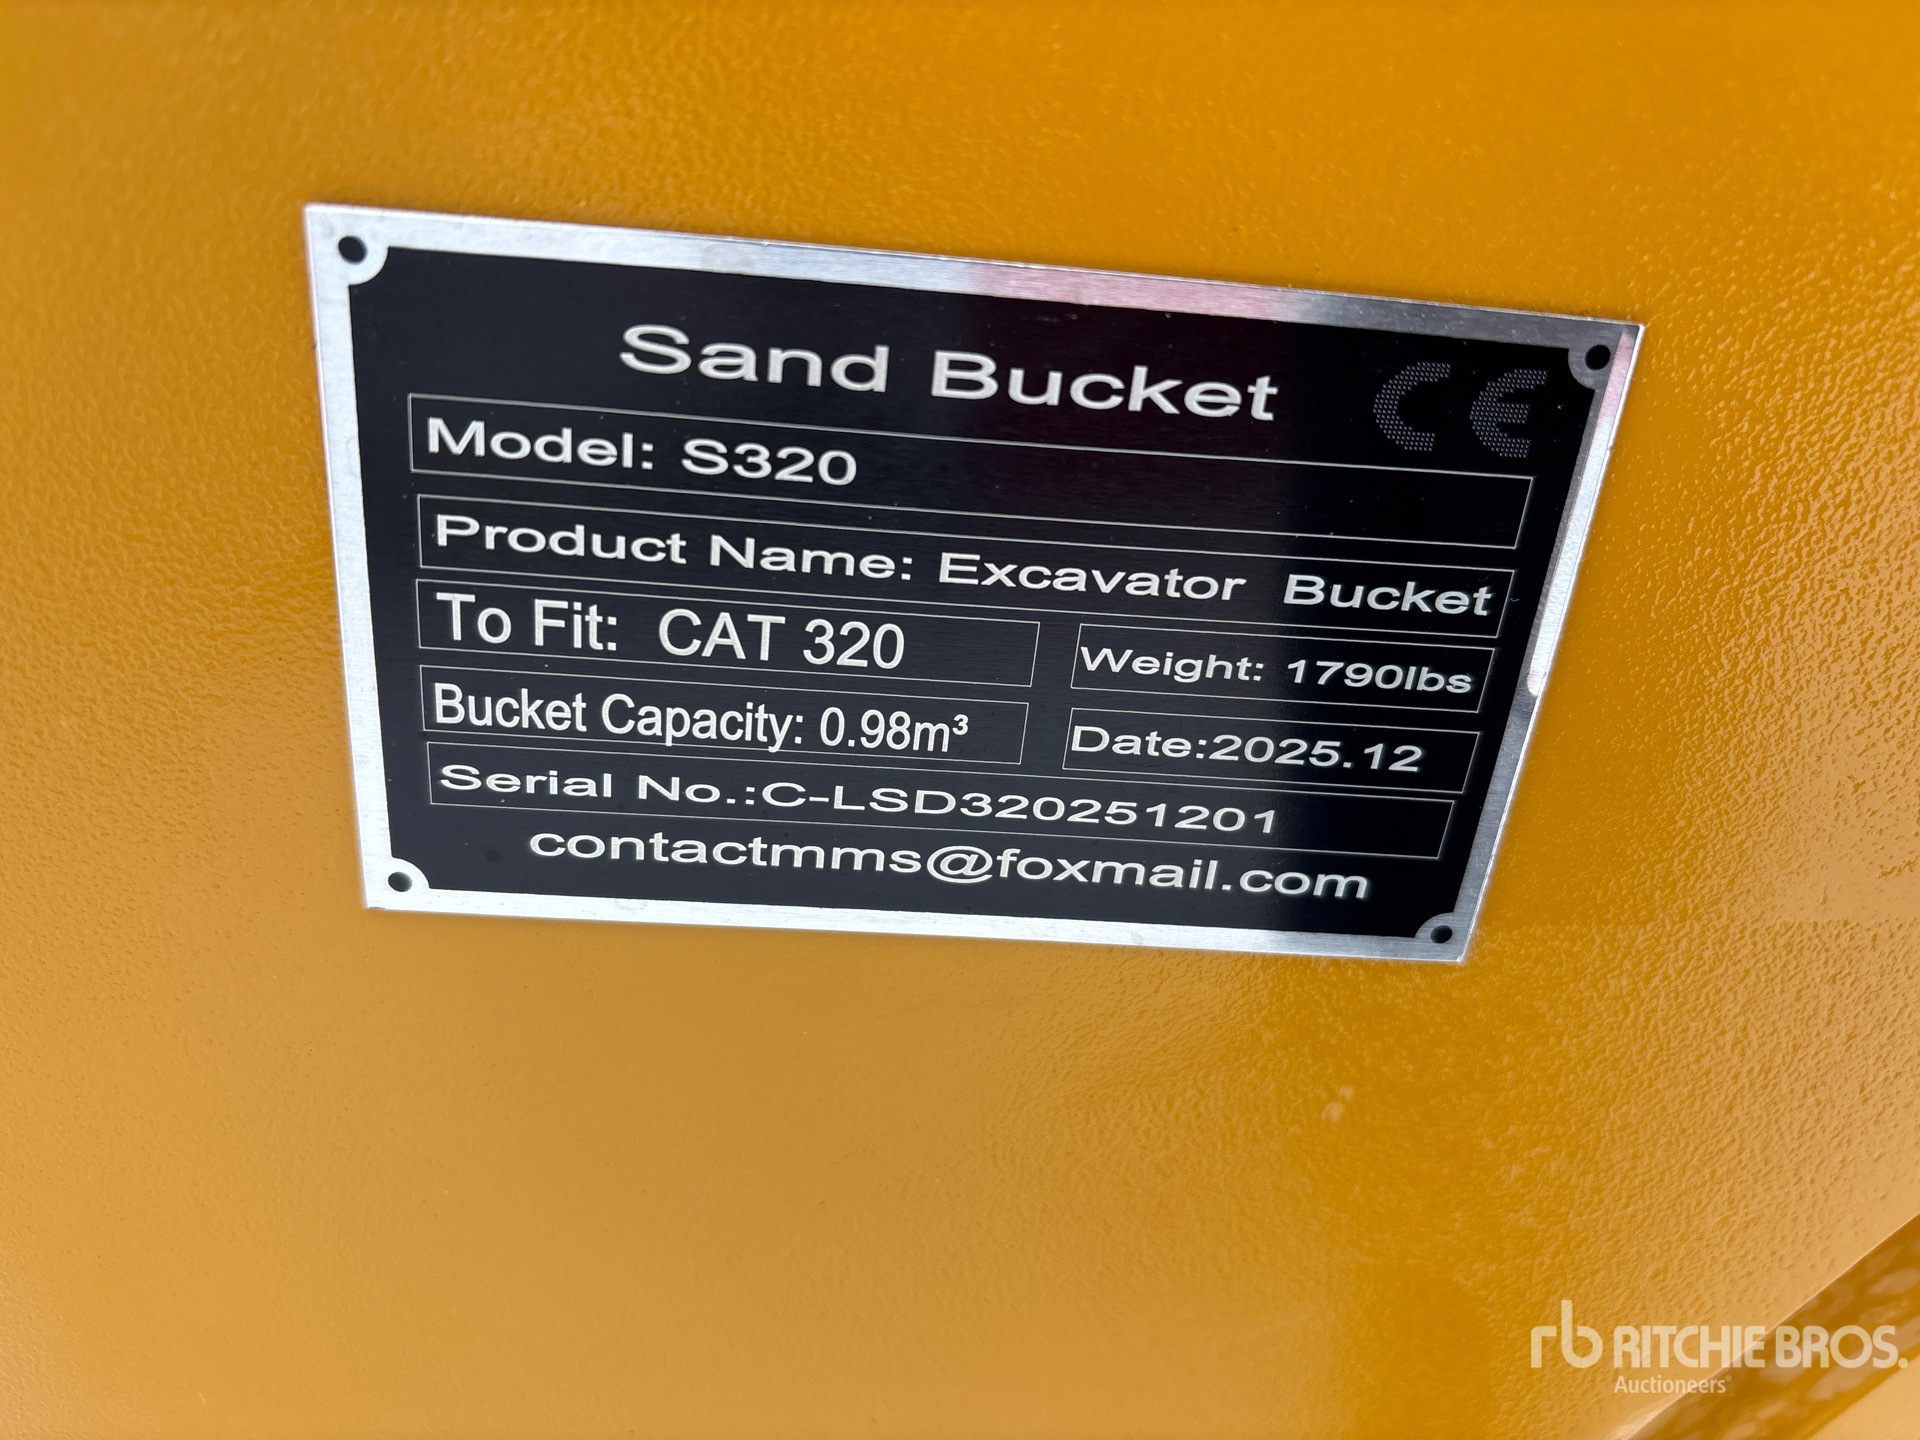 Sand Bucket
CE
Model: S320
Product Name: Excavator Bucket
To Fit: CAT 320
Weight: 1790lbs
Bucket Capacity: 0.98m³
Date:2025.12
Serial No.:C-LSD320251201
contactmms@foxmail.com
rb RITCHIE BROS.
Auctioneers